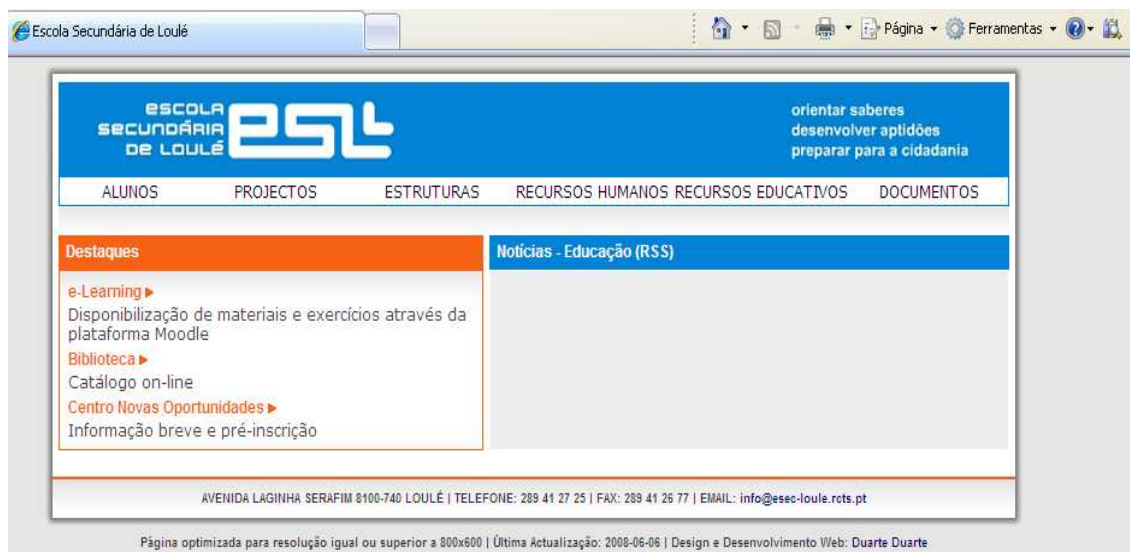 Escola Secundária de Loulé
Página
Ferramentas
escola
secundária
de loulé
esl
orientar saberes
desenvolver aptidões
preparar para a cidadania
ALUNOS PROJECTOS ESTRUTURAS RECURSOS HUMANOS RECURSOS EDUCATIVOS DOCUMENTOS
Destaques
Notícias - Educação (RSS)
e-Learning
Disponibilização de materiais e exercícios através da
plataforma Moodle
Biblioteca
Catálogo on-line
Centro Novas Oportunidades
Informação breve e pré-inscrição
AVENIDA LAGINHA SERAFIM 8100-740 LOULÉ | TELEFONE: 289 41 27 25 | FAX: 289 41 26 77 | EMAIL: info@esec-loule.rcts.pt
Página optimizada para resolução igual ou superior a 800x600 | Última Actualização: 2008-06-06 | Design e Desenvolvimento Web: Duarte Duarte